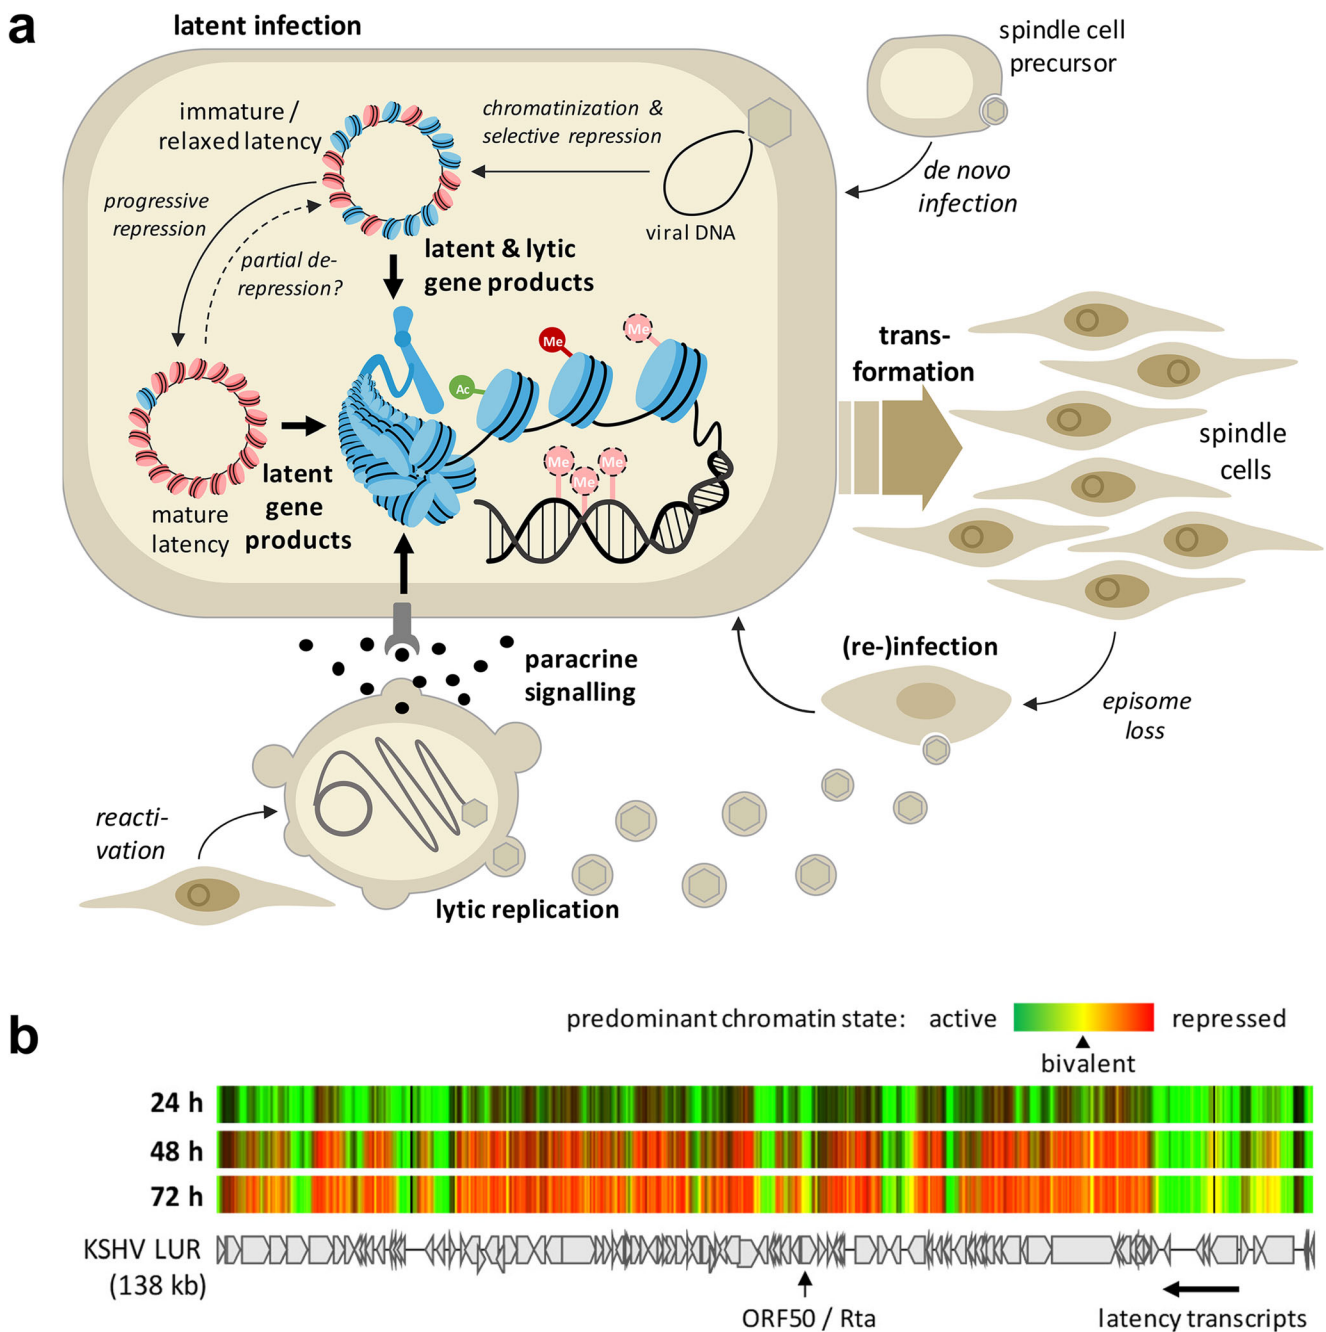 a
latent infection
spindle cell
precursor
immature /
relaxed latency
chromatinization &
selective repression
de novo
infection
progressive
repression
viral DNA
partial de-
repression?
latent & lytic
gene products
Me
Me
Ac
trans-
formation
spindle
cells
Me
Me
Me
latent
gene
products
mature
latency
paracrine
signalling
(re-)infection
episome
loss
reacti-
vation
lytic replication
b
predominant chromatin state: active repressed
bivalent
24 h
48 h
72 h
KSHV LUR
(138 kb)
ORF50 / Rta
latency transcripts